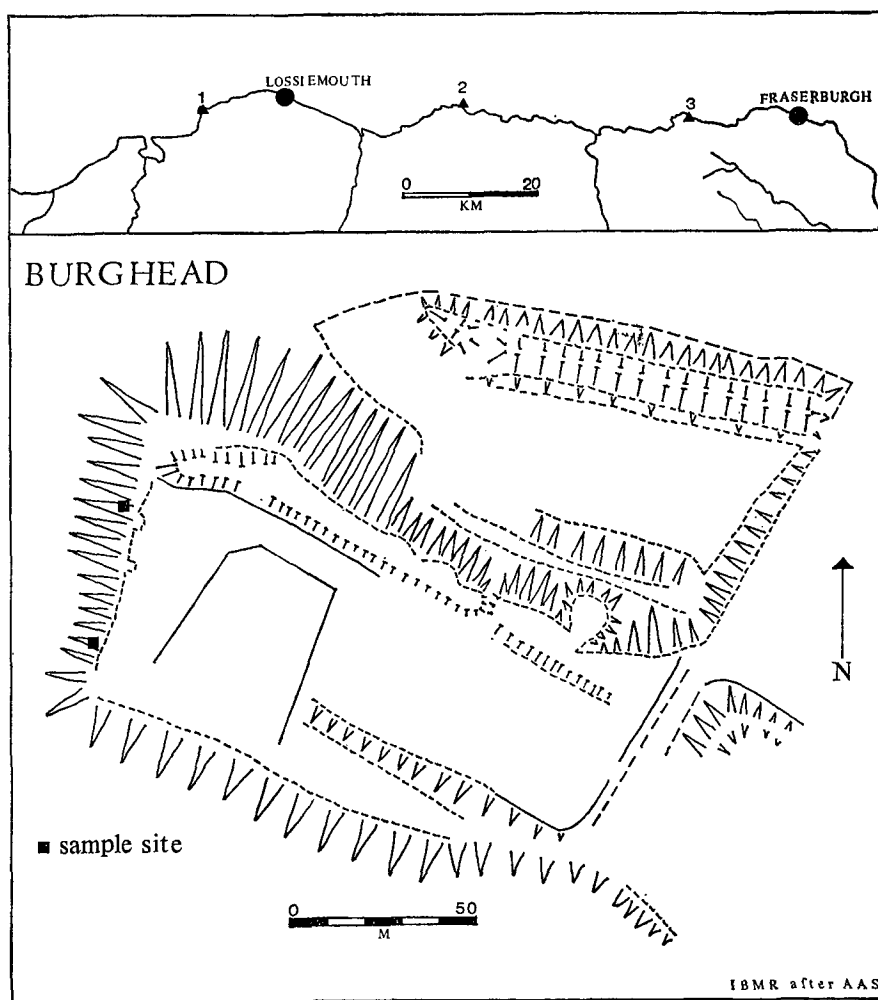 LOSSIEMOUTH
1
2
3
FRASERBURGH
0 20
KM
BURGHEAD
N
■ sample site
0 50
M
IBMR after AAS